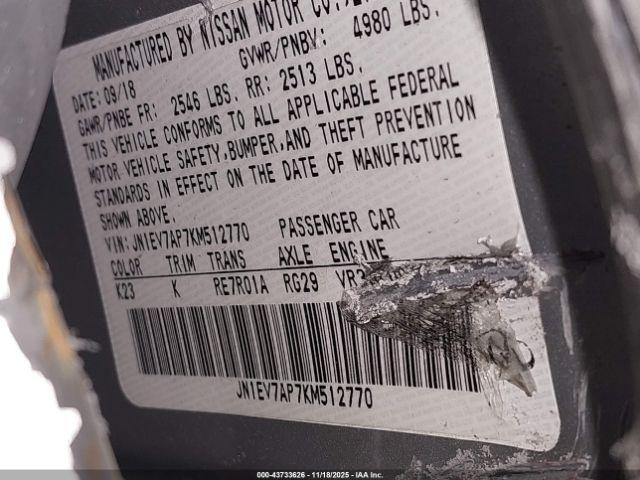 MANUFACTURED BY NISSAN MOTOR CO.,
GVWR/PNBV: 4980 LBS.
DATE: 09/18
GAWR/PNBE FR: 2546 LBS. RR: 2513 LBS.
THIS VEHICLE CONFORMS TO ALL APPLICABLE FEDERAL
MOTOR VEHICLE SAFETY,BUMPER,AND THEFT PREVENTION
STANDARDS IN EFFECT ON THE DATE OF MANUFACTURE
SHOWN ABOVE.
VIN: JN1EV7AP7KM512770 PASSENGER CAR
COLOR TRIM TRANS AXLE ENGINE
K23 K RE7R01A RG29
JN1EV7AP7KM512770
000-43733626 - 11/18/2025 - IAA Inc.